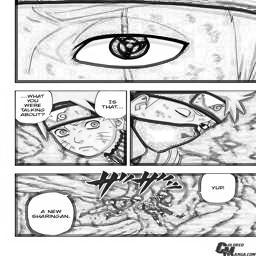 ...WHAT
YOU WERE
TALKING
ABOUT?
IS
THAT...
YUP.
A NEW
SHARINGAN.
COLORED
MANGA.COM